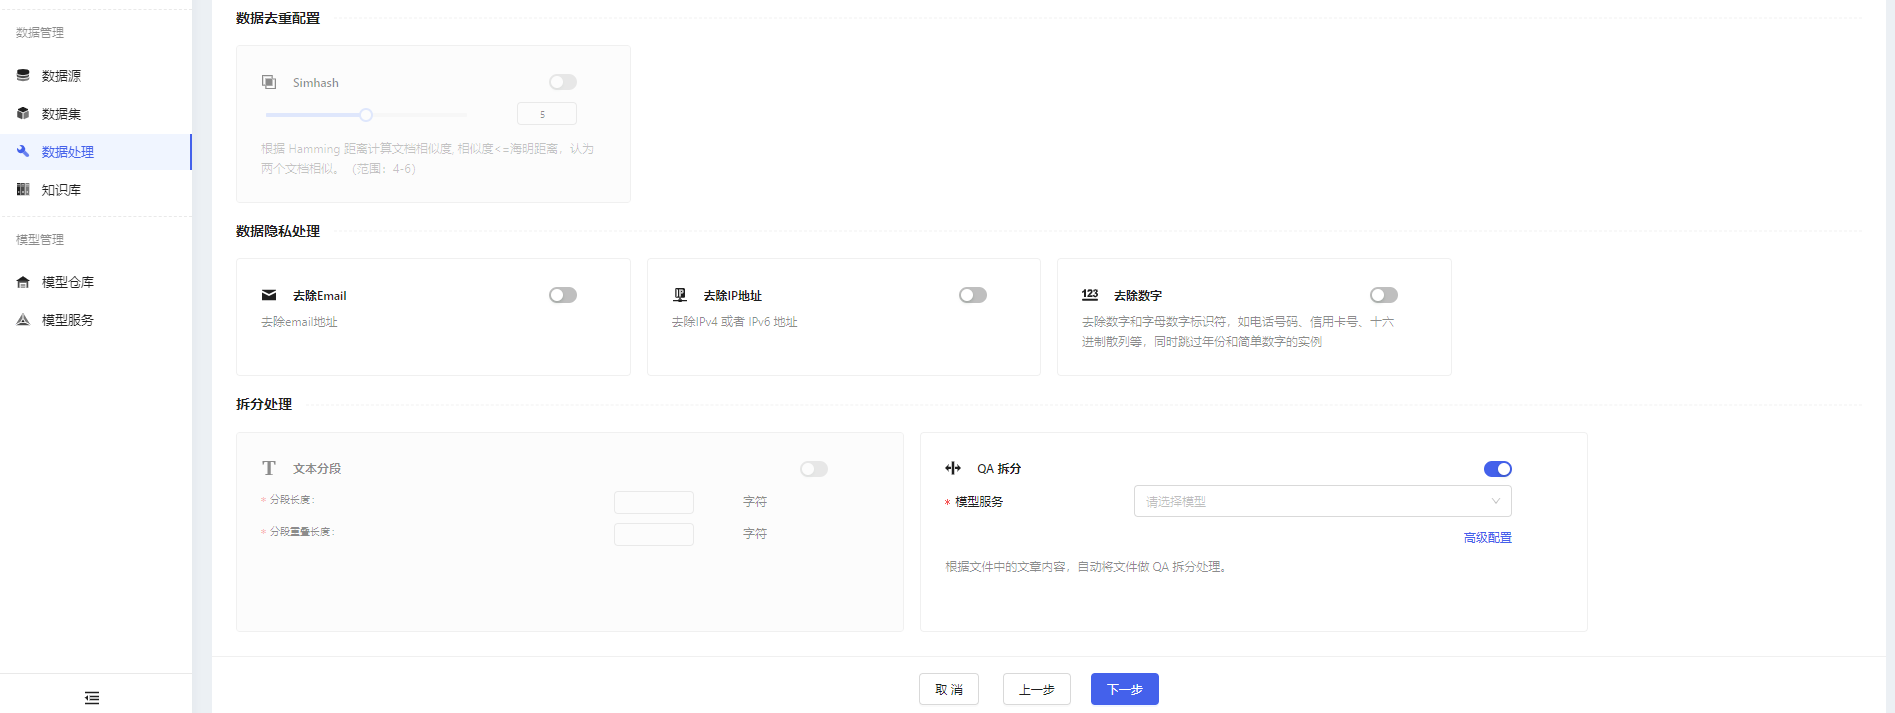 数据管理
数据源
数据集
数据处理
知识库
模型管理
模型仓库
模型服务
数据去重配置
Simhash
5
根据 Hamming 距离计算文档相似度, 相似度<=海明距离，认为
两个文档相似。（范围：4-6）
数据隐私处理
去除Email
去除email地址
IP
去除IP地址
去除IPv4 或者 IPv6 地址
123
去除数字
去除数字和字母数字标识符，如电话号码、信用卡号、十六
进制散列等，同时跳过年份和简单数字的实例
拆分处理
T 文本分段
* 分段长度：
字符
* 分段重叠长度：
字符
QA 拆分
* 模型服务
请选择模型
高级配置
根据文件中的文章内容，自动将文件做 QA 拆分处理。
取 消
上一步
下一步